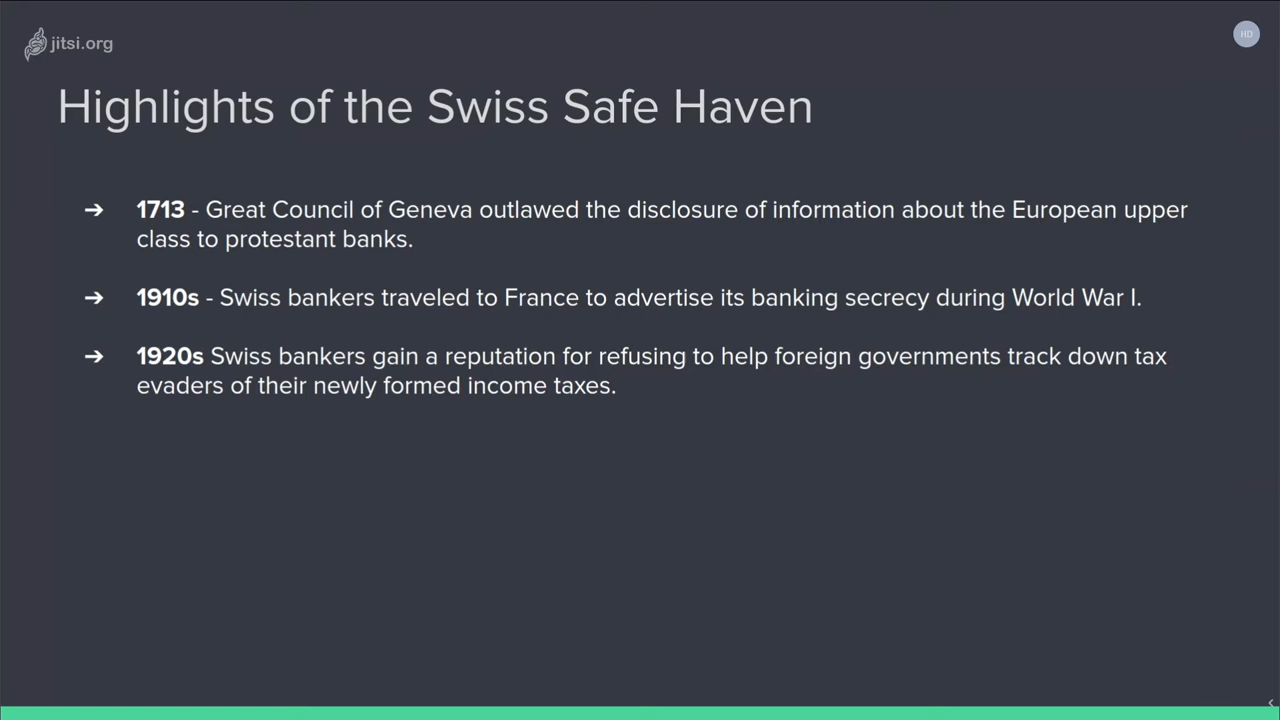 jitsi.org
HD
Highlights of the Swiss Safe Haven
➔ 1713 - Great Council of Geneva outlawed the disclosure of information about the European upper
class to protestant banks.
➔ 1910s - Swiss bankers traveled to France to advertise its banking secrecy during World War I.
➔ 1920s Swiss bankers gain a reputation for refusing to help foreign governments track down tax
evaders of their newly formed income taxes.